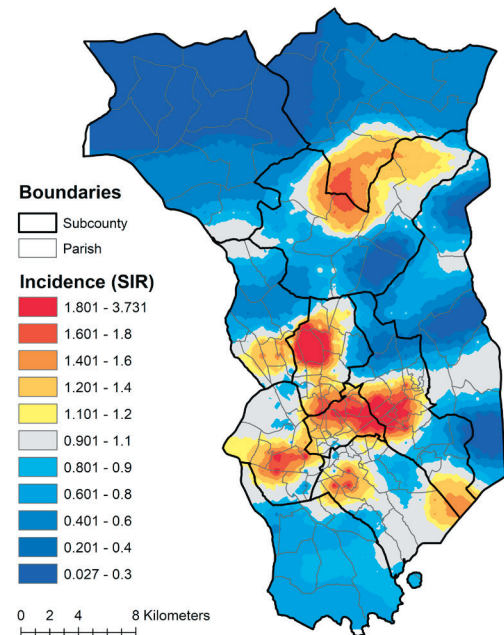 Boundaries
Subcounty
Parish
Incidence (SIR)
1.801 - 3.731
1.601 - 1.8
1.401 - 1.6
1.201 - 1.4
1.101 - 1.2
0.901 - 1.1
0.801 - 0.9
0.601 - 0.8
0.401 - 0.6
0.201 - 0.4
0.027 - 0.3
0 2 4 8 Kilometers